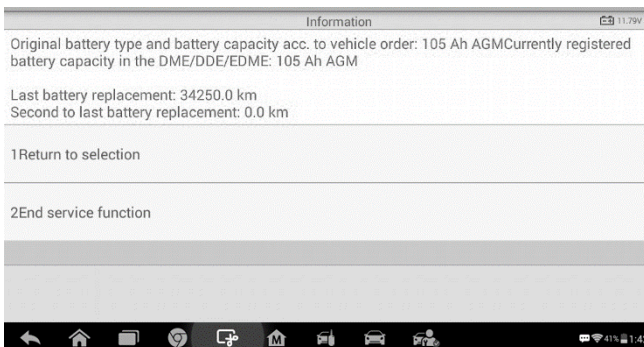 Information
11.79V
Original battery type and battery capacity acc. to vehicle order: 105 Ah AGMCurrently registered
battery capacity in the DME/DDE/EDME: 105 Ah AGM
Last battery replacement: 34250.0 km
Second to last battery replacement: 0.0 km
1Return to selection
2End service function
M
41%